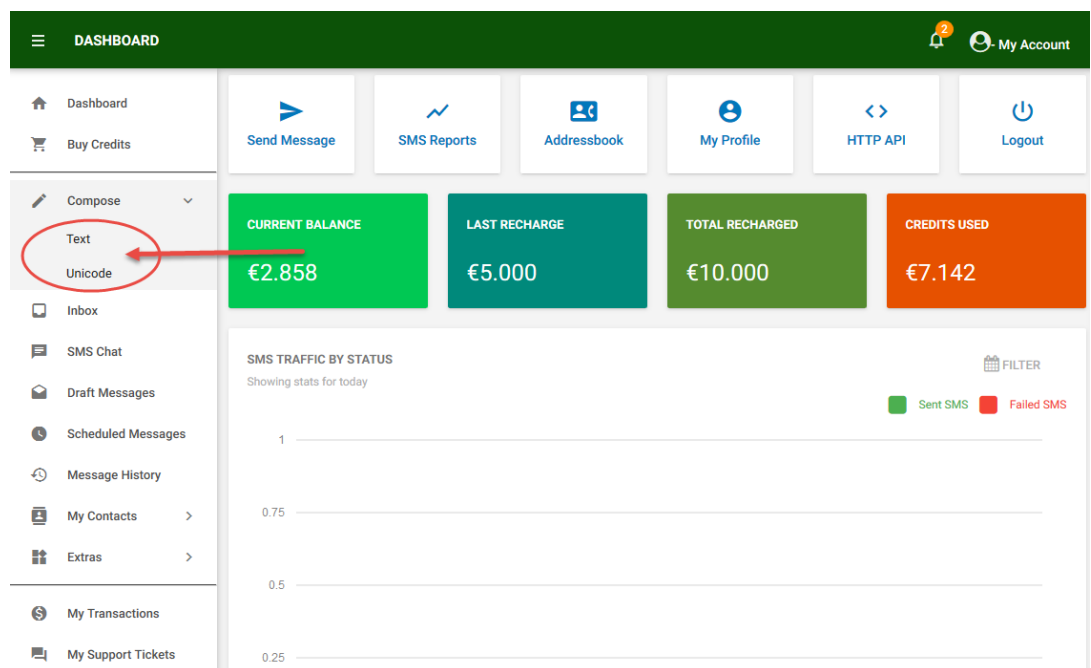 DASHBOARD
2
- My Account
Dashboard
Buy Credits
Compose
Text
Unicode
Inbox
SMS Chat
Draft Messages
Scheduled Messages
Message History
My Contacts
Extras
My Transactions
My Support Tickets
Send Message
SMS Reports
Addressbook
My Profile
HTTP API
Logout
CURRENT BALANCE
€2.858
LAST RECHARGE
€5.000
TOTAL RECHARGED
€10.000
CREDITS USED
€7.142
SMS TRAFFIC BY STATUS
Showing stats for today
FILTER
Sent SMS
Failed SMS
1
0.75
0.5
0.25